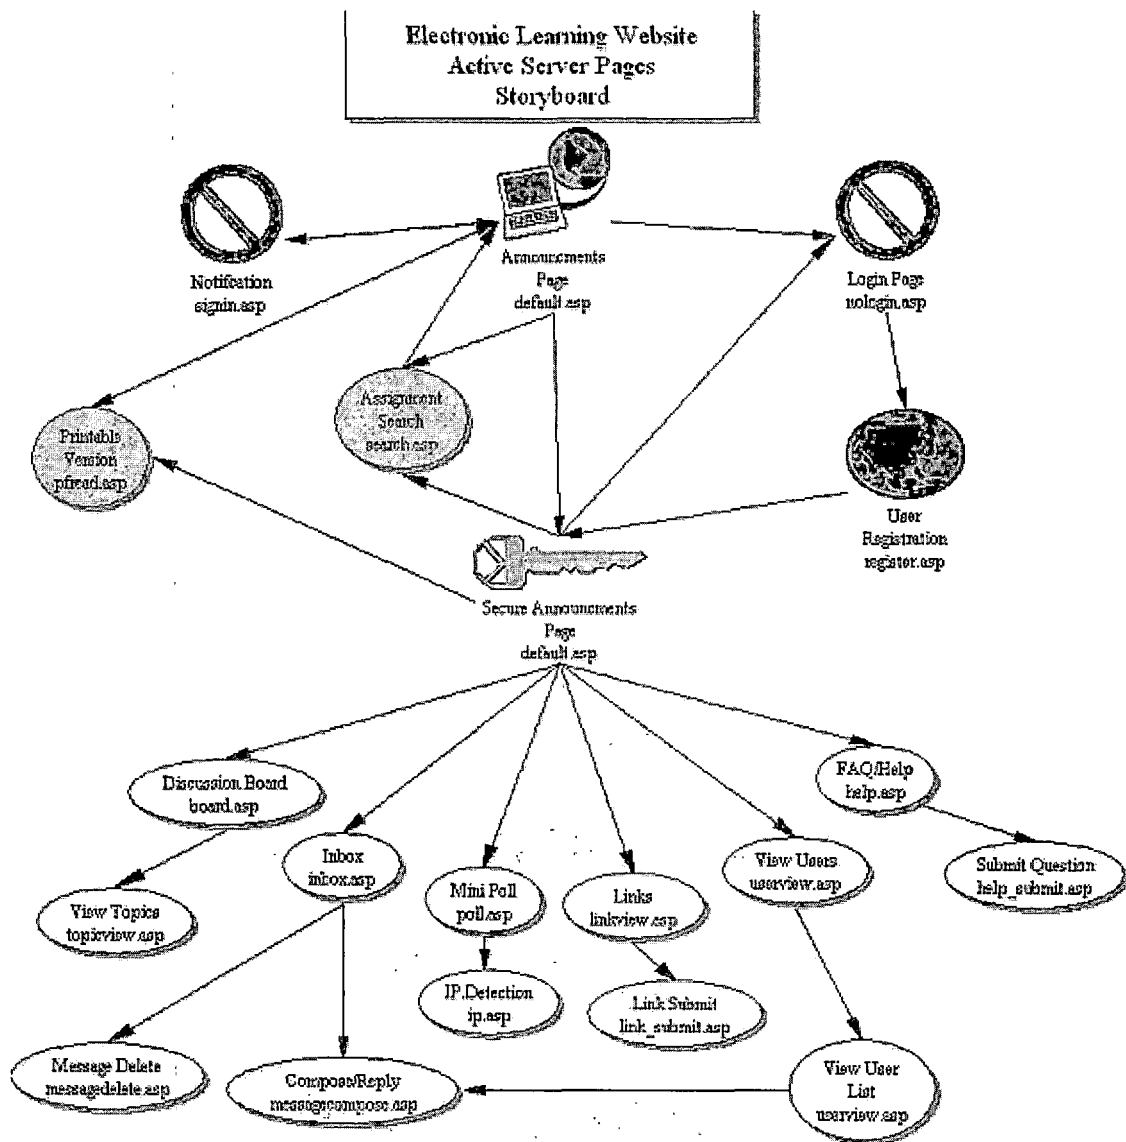 Electronic Learning Website
Active Server Pages
Storyboard
Notification
signin.asp
Announcments
Page
default.asp
Login Page
nologin.asp
Printable
Version
pfread.asp
Assignment
Search
search.asp
User
Registration
register.asp
Secure Announcments
Page
default.asp
Discussion Board
board.asp
FAQ/Help
help.asp
Inbox
inbox.asp
Mini Poll
poll.asp
Links
linkview.asp
View Users
userview.asp
Submit Question
help_submit.asp
View Topics
topicview.asp
IP Detection
ip.asp
Link Submit
link_submit.asp
Message Delete
messagedelete.asp
Compose/Reply
messagecompose.asp
View User
List
userview.asp